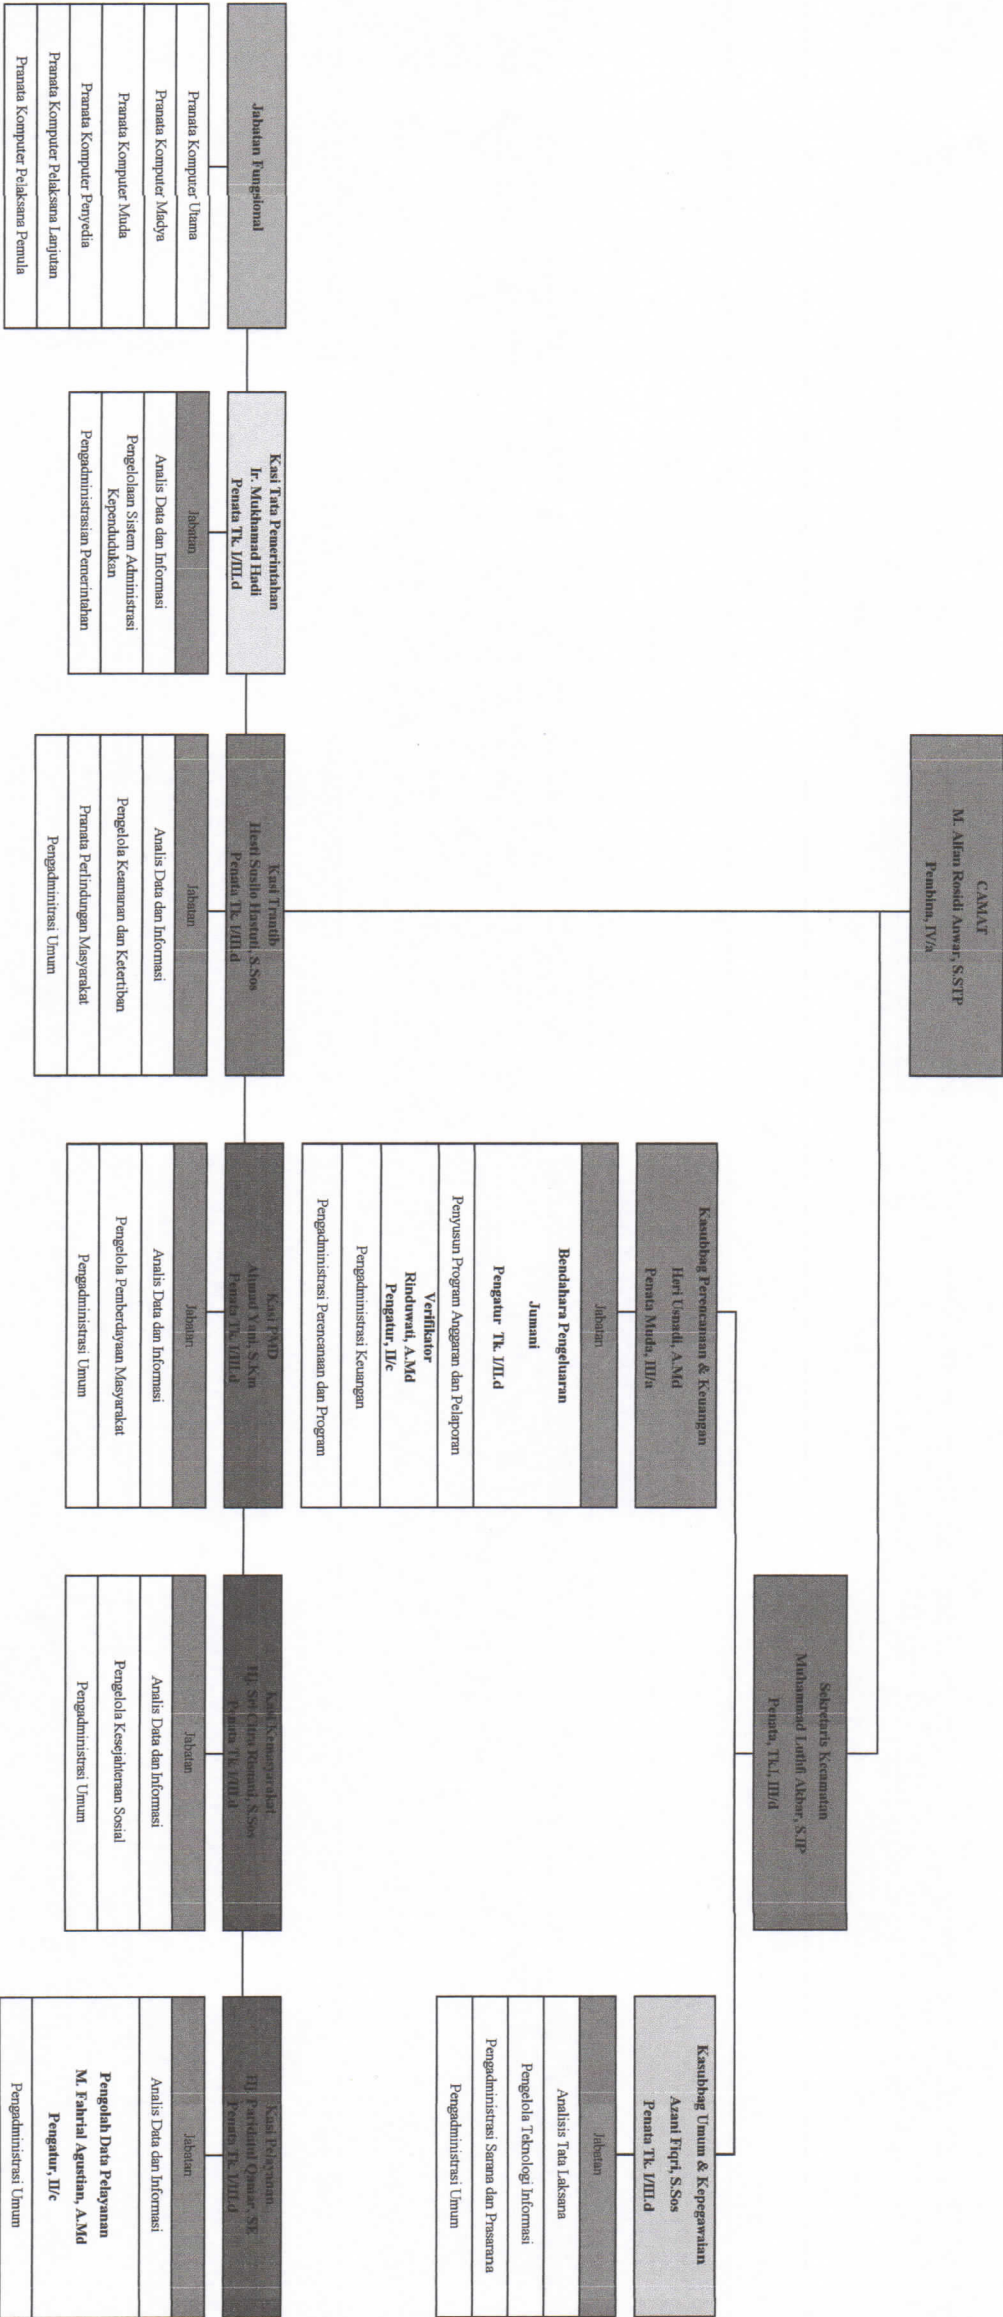 CAMAT
M. Alfan Rosidi Anwar, S.STP
Pembina, IV/a
Sekretaris Kecamatan
Muhammad Luthfi Akbar, S.IP
Penata, Tk.I, III/d
Kasubbag Perencanaan & Keuangan
Heri Usnadi, A.Md
Penata Muda, III/a
Jabatan
Bendahara Pengeluaran
Jumani
Pengatur Tk. I/II.d
Penyusun Program Anggaran dan Pelaporan
Verifikator
Rinduwati, A.Md
Pengatur, II/c
Pengadministrasi Keuangan
Pengadministrasi Perencanaan dan Program
Kasubbag Umum & Kepegawaian
Azani Fiqri, S.Sos
Penata Tk. I/III.d
Jabatan
Analisis Tata Laksana
Pengelola Teknologi Informasi
Pengadministrasi Sarana dan Prasarana
Pengadministrasi Umum
Jabatan Fungsional
Pranata Komputer Utama
Pranata Komputer Madya
Pranata Komputer Muda
Pranata Komputer Penyedia
Pranata Komputer Pelaksana Lanjutan
Pranata Komputer Pelaksana Pemula
Kasi Tata Pemerintahan
Ir. Mukhamad Hadi
Penata Tk. I/III.d
Jabatan
Analis Data dan Informasi
Pengelolaan Sistem Administrasi
Kependudukan
Pengadministrasian Pemerintahan
Kasi Trantib
Hesti Susilo Hastuti, S.Sos
Penata Tk. I/III.d
Jabatan
Analis Data dan Informasi
Pengelola Keamanan dan Ketertiban
Pranata Perlindungan Masyarakat
Pengadminitrasi Umum
Kasi PMD
Ahmad Yani, S.Km
Penata Tk. I/III.d
Jabatan
Analis Data dan Informasi
Pengelola Pemberdayaan Masyarakat
Pengadministrasi Umum
Kasi Kemasyarakat.
Hj. Sri Citra Rismi, S.Sos
Penata Tk. I/III.d
Jabatan
Analis Data dan Informasi
Pengelola Kesejahteraan Sosial
Pengadministrasi Umum
Kasi Pelayanan
Hj. Paridatul Qamar, SE
Penata Tk. I/III.d
Jabatan
Analis Data dan Informasi
Pengolah Data Pelayanan
M. Fahrial Agustian, A.Md
Pengatur, II/c
Pengadministrasi Umum